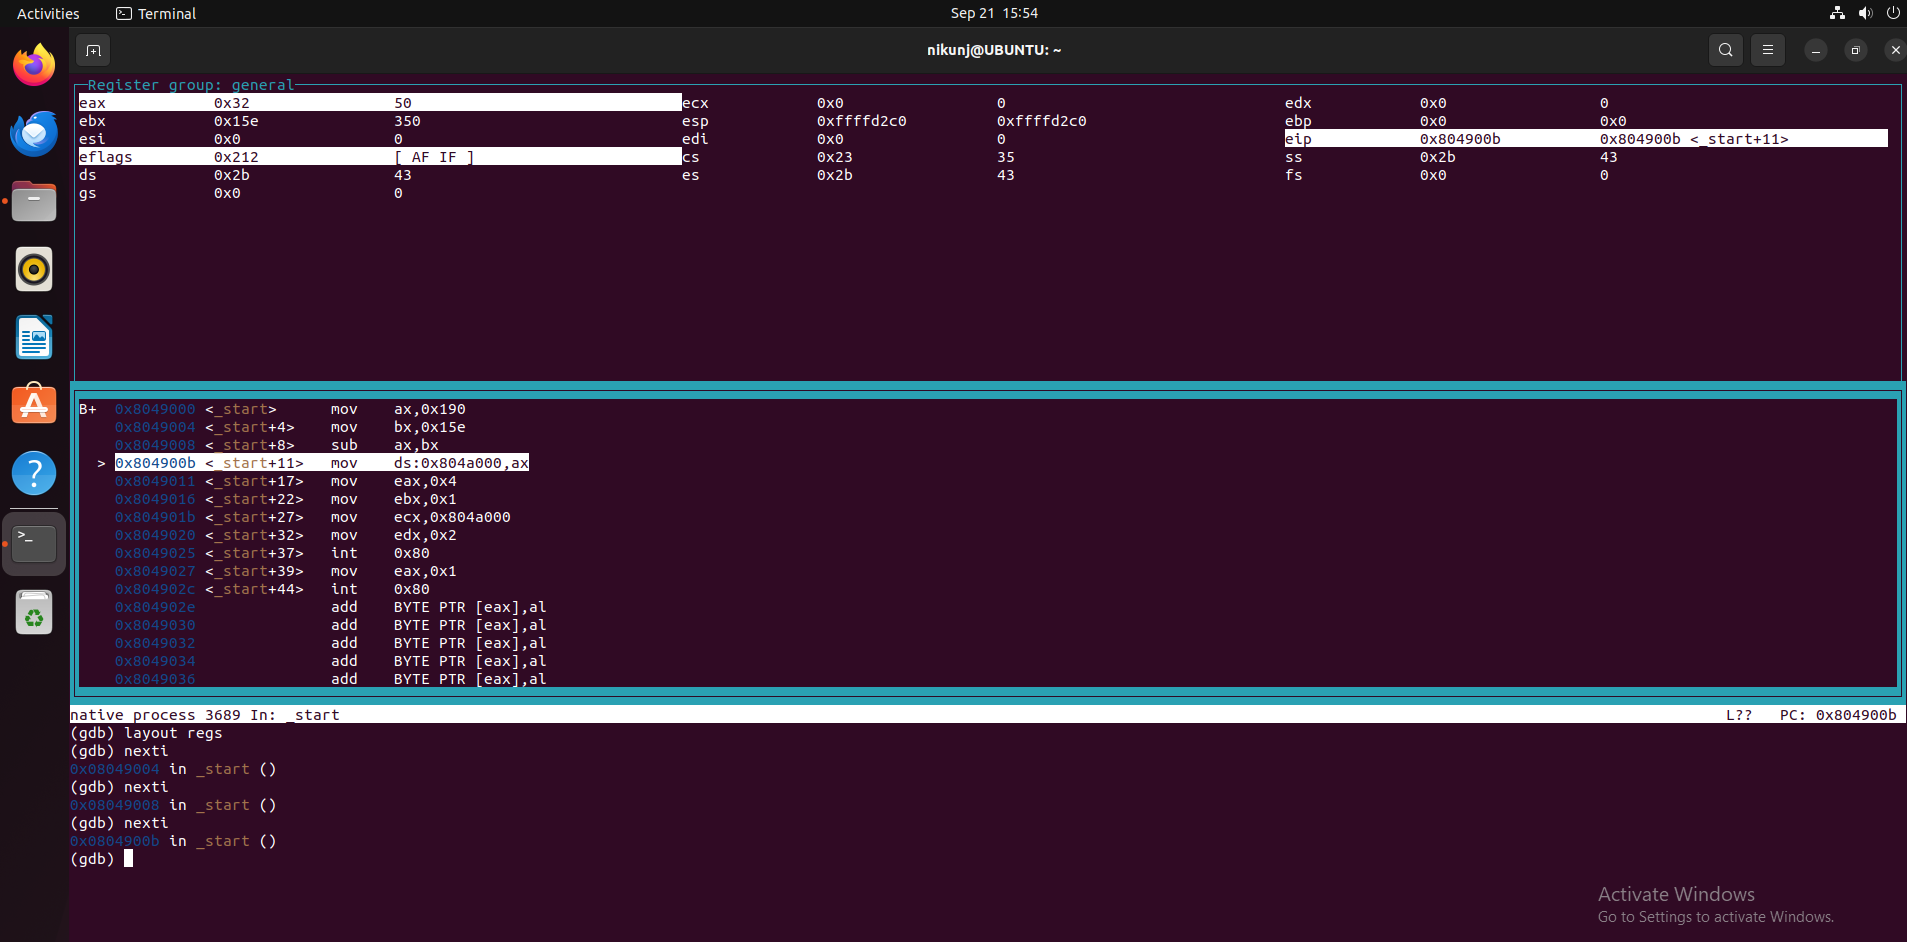 Activities Terminal Sep 21 15:54
nikunj@UBUNTU: ~
Register group: general
eax 0x32 50 ecx 0x0 0 edx 0x0 0
ebx 0x15e 350 esp 0xffffd2c0 0xffffd2c0 ebp 0x0 0x0
esi 0x0 0 edi 0x0 0 eip 0x804900b 0x804900b <_start+11>
eflags 0x212 [ AF IF ] cs 0x23 35 ss 0x2b 43
ds 0x2b 43 es 0x2b 43 fs 0x0 0
gs 0x0 0
B+ 0x8049000 <_start> mov ax,0x190
0x8049004 <_start+4> mov bx,0x15e
0x8049008 <_start+8> sub ax,bx
> 0x804900b <_start+11> mov ds:0x804a000,ax
0x8049011 <_start+17> mov eax,0x4
0x8049016 <_start+22> mov ebx,0x1
0x804901b <_start+27> mov ecx,0x804a000
0x8049020 <_start+32> mov edx,0x2
0x8049025 <_start+37> int 0x80
0x8049027 <_start+39> mov eax,0x1
0x804902c <_start+44> int 0x80
0x804902e add BYTE PTR [eax],al
0x8049030 add BYTE PTR [eax],al
0x8049032 add BYTE PTR [eax],al
0x8049034 add BYTE PTR [eax],al
0x8049036 add BYTE PTR [eax],al
native process 3689 In: _start L?? PC: 0x804900b
(gdb) layout regs
(gdb) nexti
0x08049004 in _start ()
(gdb) nexti
0x08049008 in _start ()
(gdb) nexti
0x0804900b in _start ()
(gdb)
Activate Windows
Go to Settings to activate Windows.